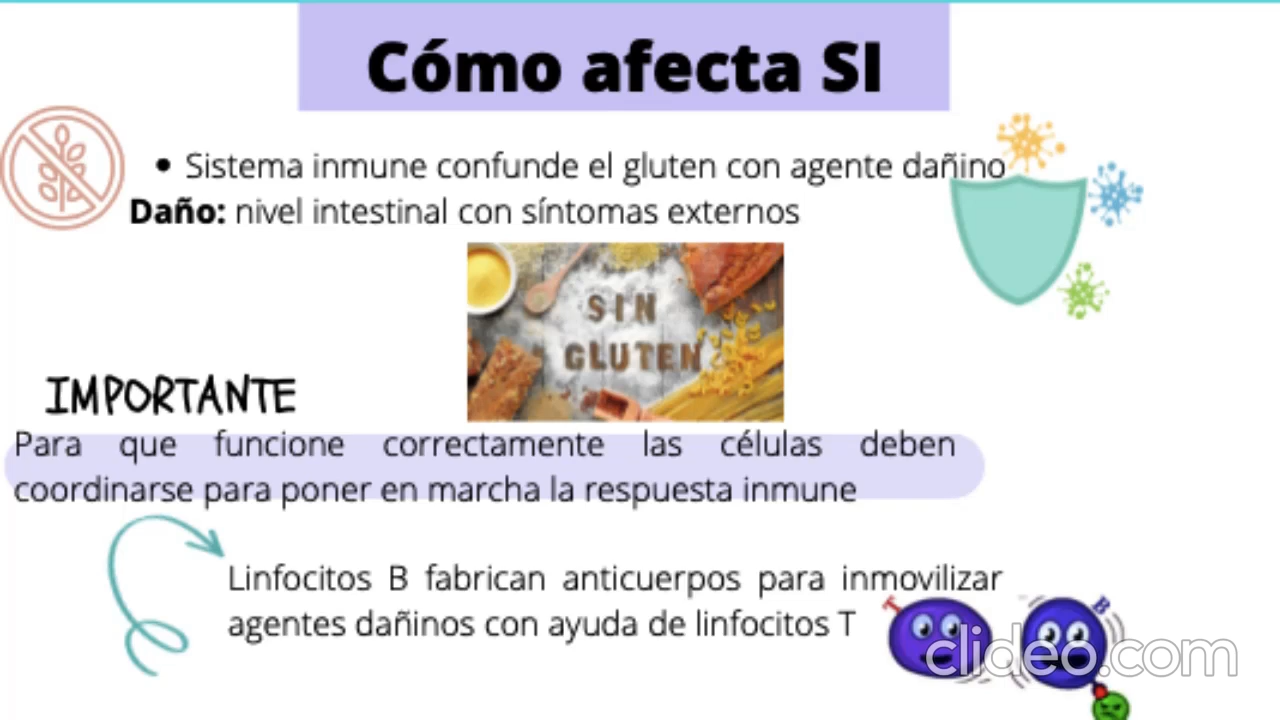 Cómo afecta SI
Sistema inmune confunde el gluten con agente dañino
Daño: nivel intestinal con síntomas externos
SIN
GLUTEN
IMPORTANTE
Para que funcione correctamente las células deben
coordinarse para poner en marcha la respuesta inmune
Linfocitos B fabrican anticuerpos para inmovilizar
agentes dañinos con ayuda de linfocitos T
T
B
clideo.com